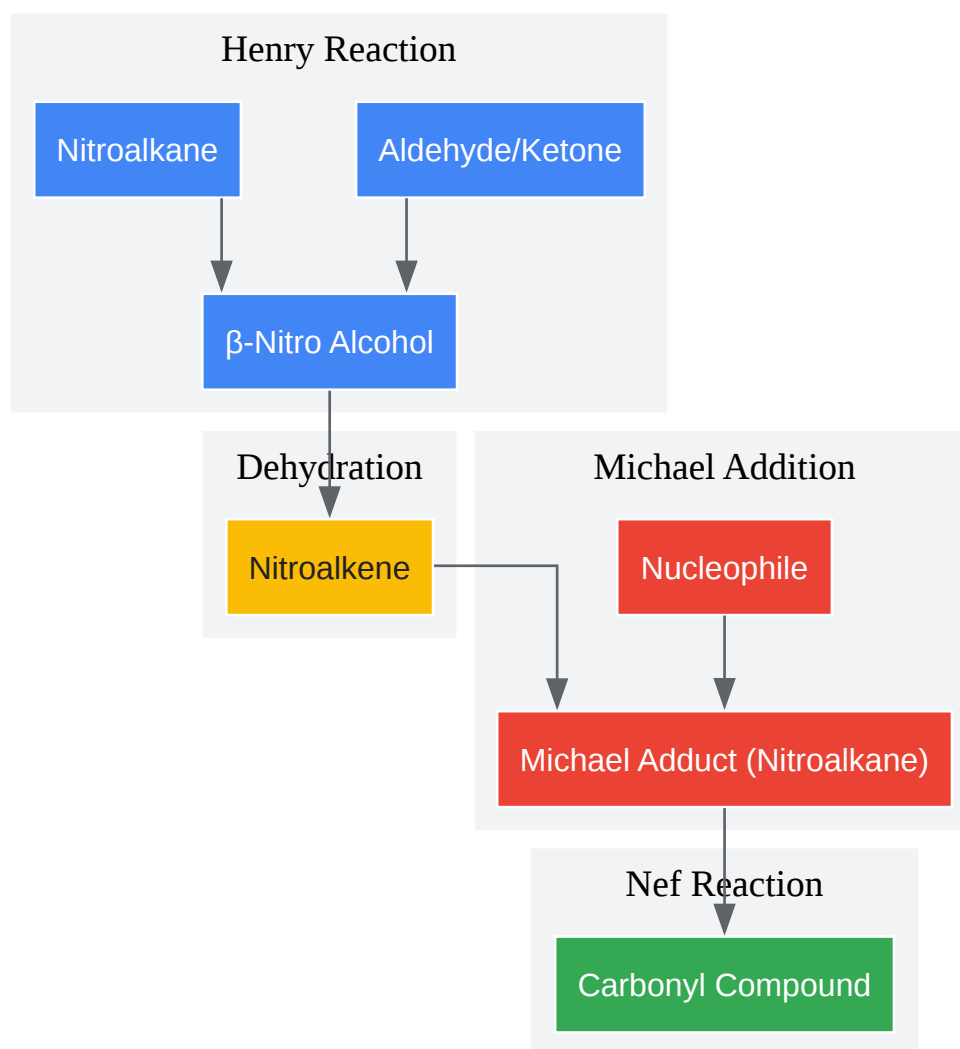 Henry Reaction
Nitroalkane
Aldehyde/Ketone
β-Nitro Alcohol
Dehydration
Michael Addition
Nitroalkene
Nucleophile
Michael Adduct (Nitroalkane)
Nef Reaction
Carbonyl Compound